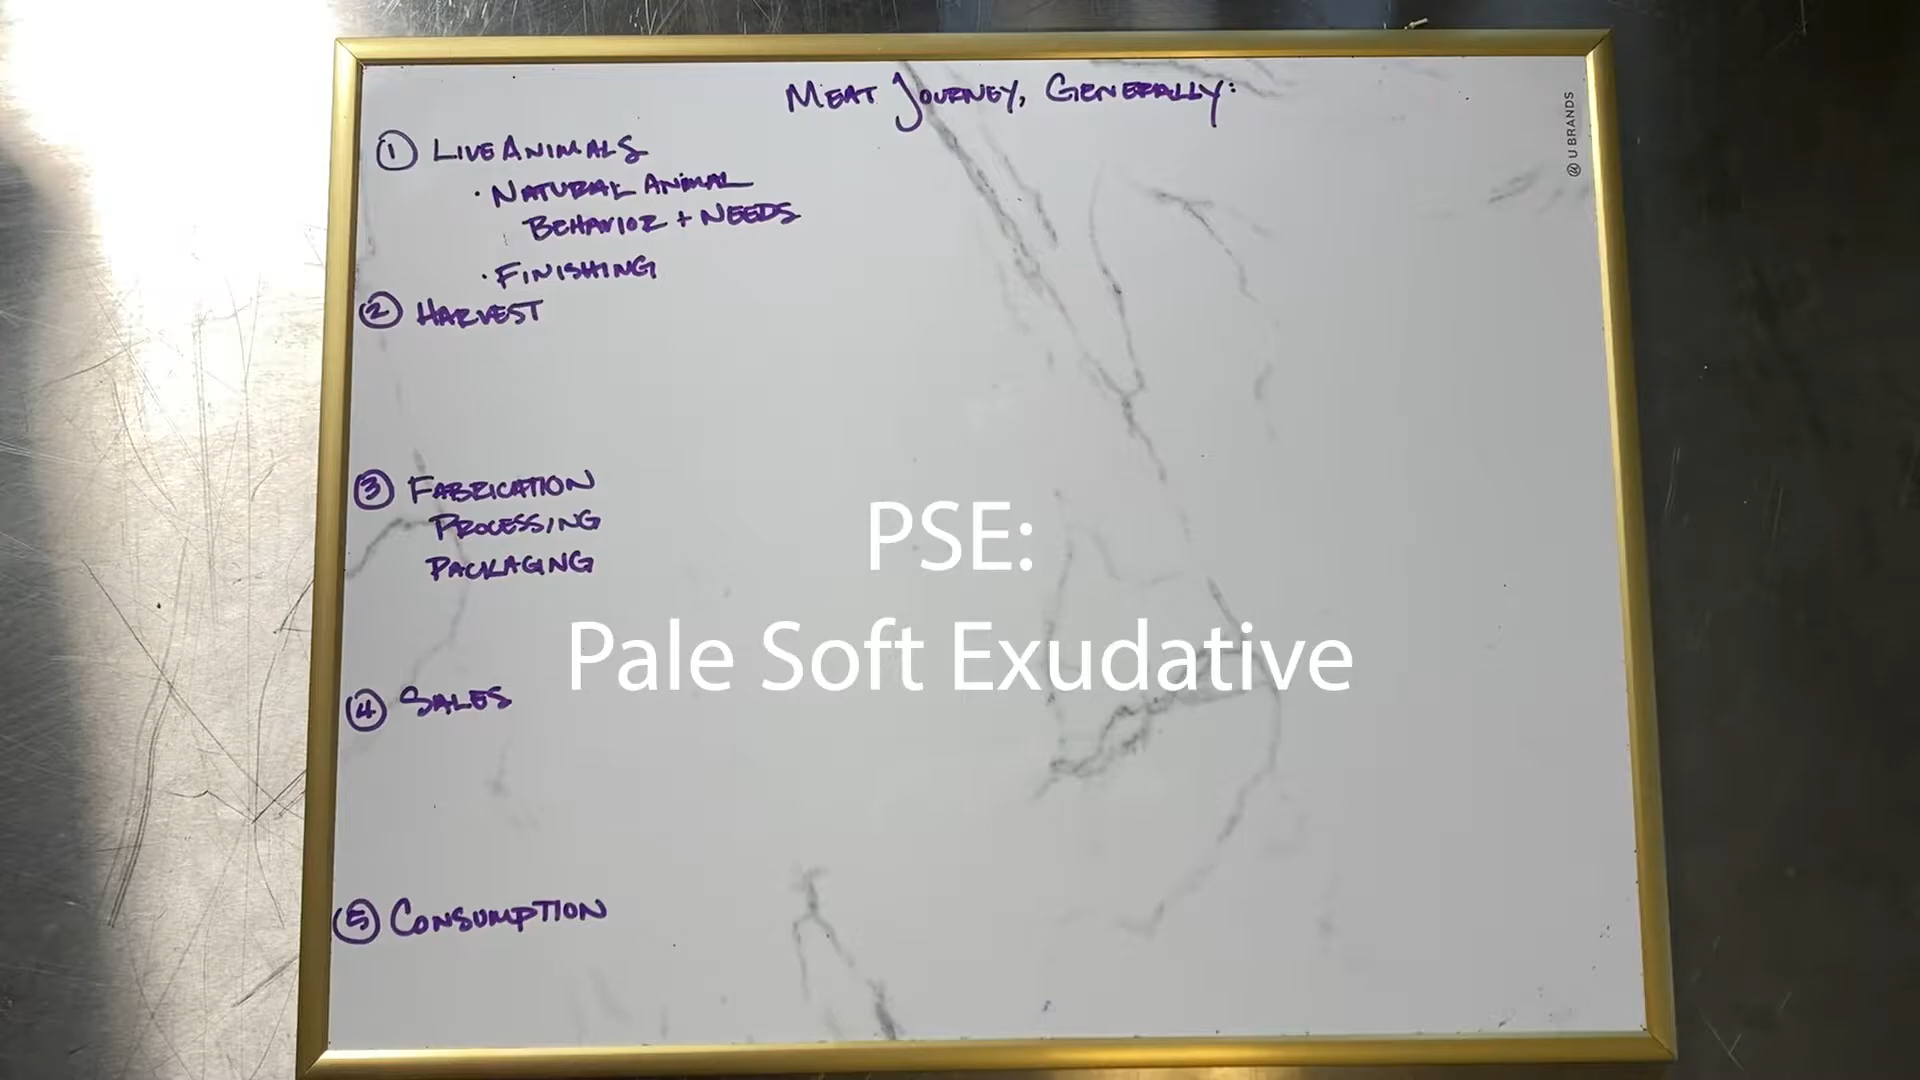 MEAT JOURNEY, GENERALLY:
① LIVE ANIMALS
· NATURAL ANIMAL
BEHAVIOR + NEEDS
· FINISHING
② HARVEST
③ FABRICATION
PROCESSING
PACKAGING
④ SALES
⑤ CONSUMPTION
PSE:
Pale Soft Exudative
U BRANDS